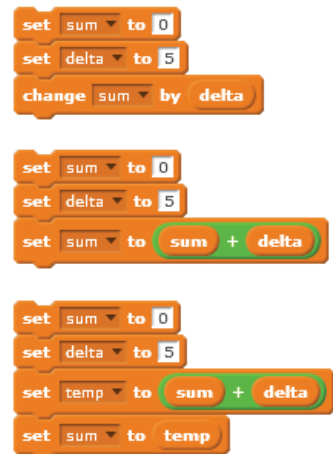 set sum to 0
set delta to 5
change sum by delta
set sum to 0
set delta to 5
set sum to sum + delta
set sum to 0
set delta to 5
set temp to sum + delta
set sum to temp